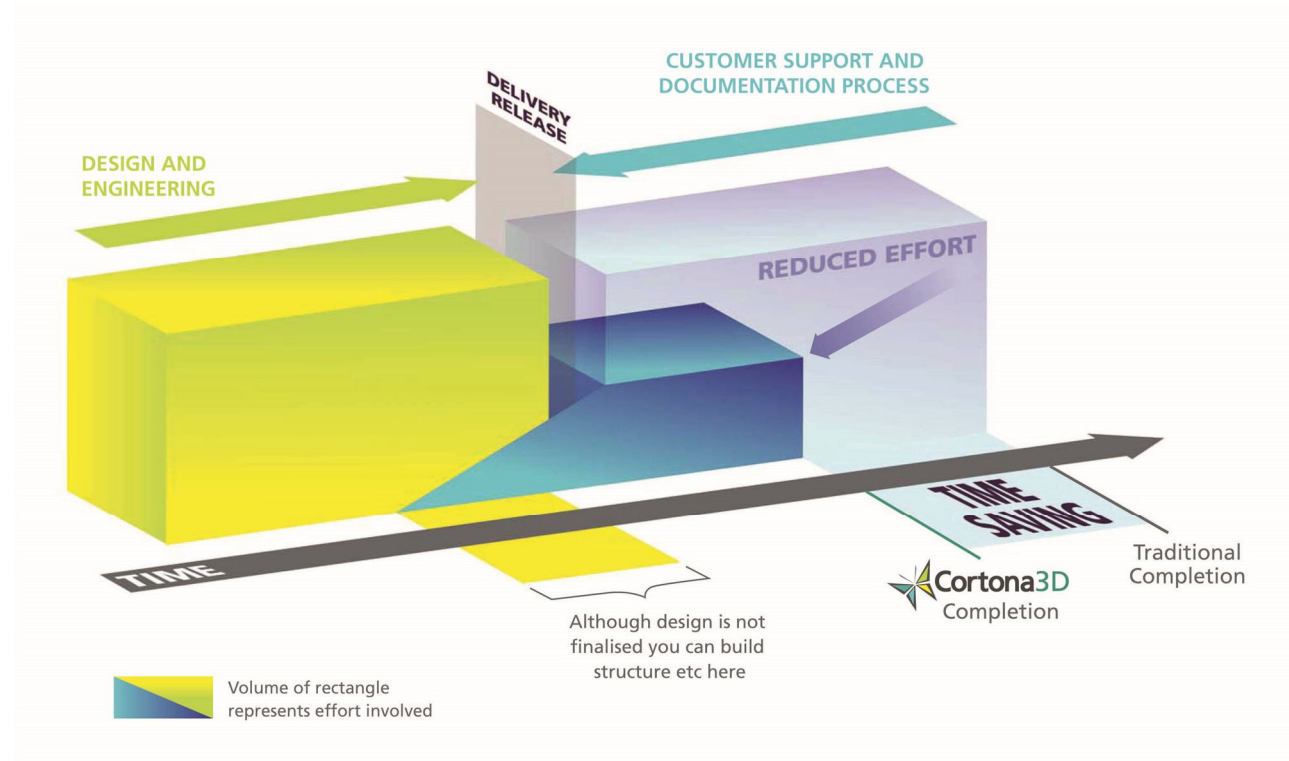 CUSTOMER SUPPORT AND
DOCUMENTATION PROCESS
DELIVERY
RELEASE
DESIGN AND
ENGINEERING
REDUCED EFFORT
TIME
SAVING
TIME
Traditional
Completion
Cortona3D
Completion
Although design is not
finalised you can build
structure etc here
Volume of rectangle
represents effort involved